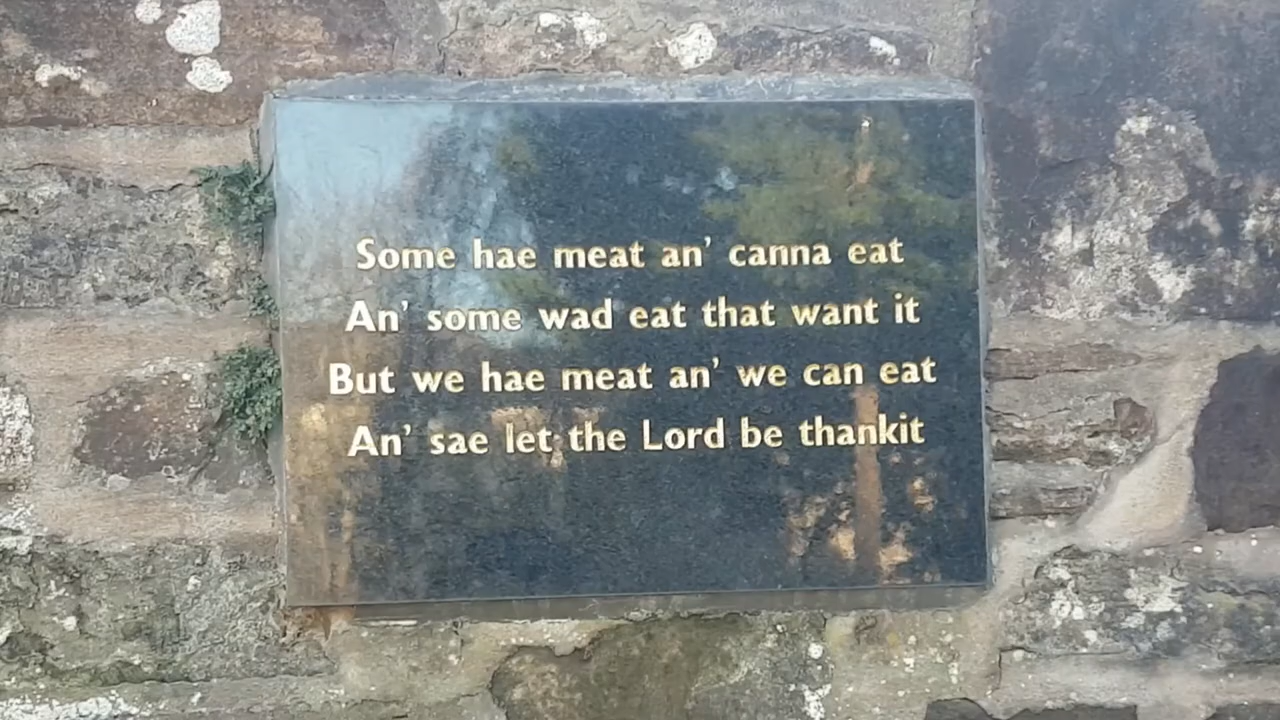 Some hae meat an' canna eat
An' some wad eat that want it
But we hae meat an' we can eat
An' sae let the Lord be thankit